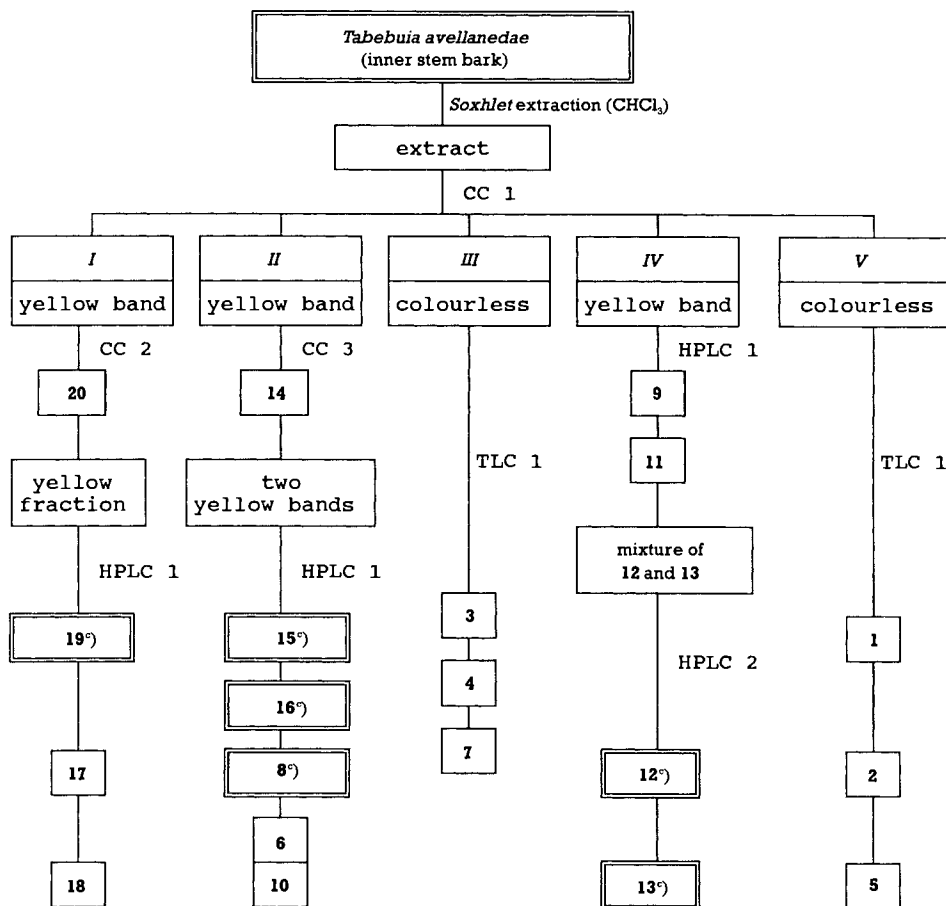 Tabebuia avellanedae
(inner stem bark)
Soxhlet extraction (CHCl₃)
extract
CC 1
I
yellow band
II
yellow band
III
colourless
IV
yellow band
V
colourless
CC 2
20
yellow
fraction
HPLC 1
19ᶜ)
17
18
CC 3
14
two
yellow bands
HPLC 1
15ᶜ)
16ᶜ)
8ᶜ)
6
10
TLC 1
3
4
7
HPLC 1
9
11
mixture of
12 and 13
HPLC 2
12ᶜ)
13ᶜ)
TLC 1
1
2
5